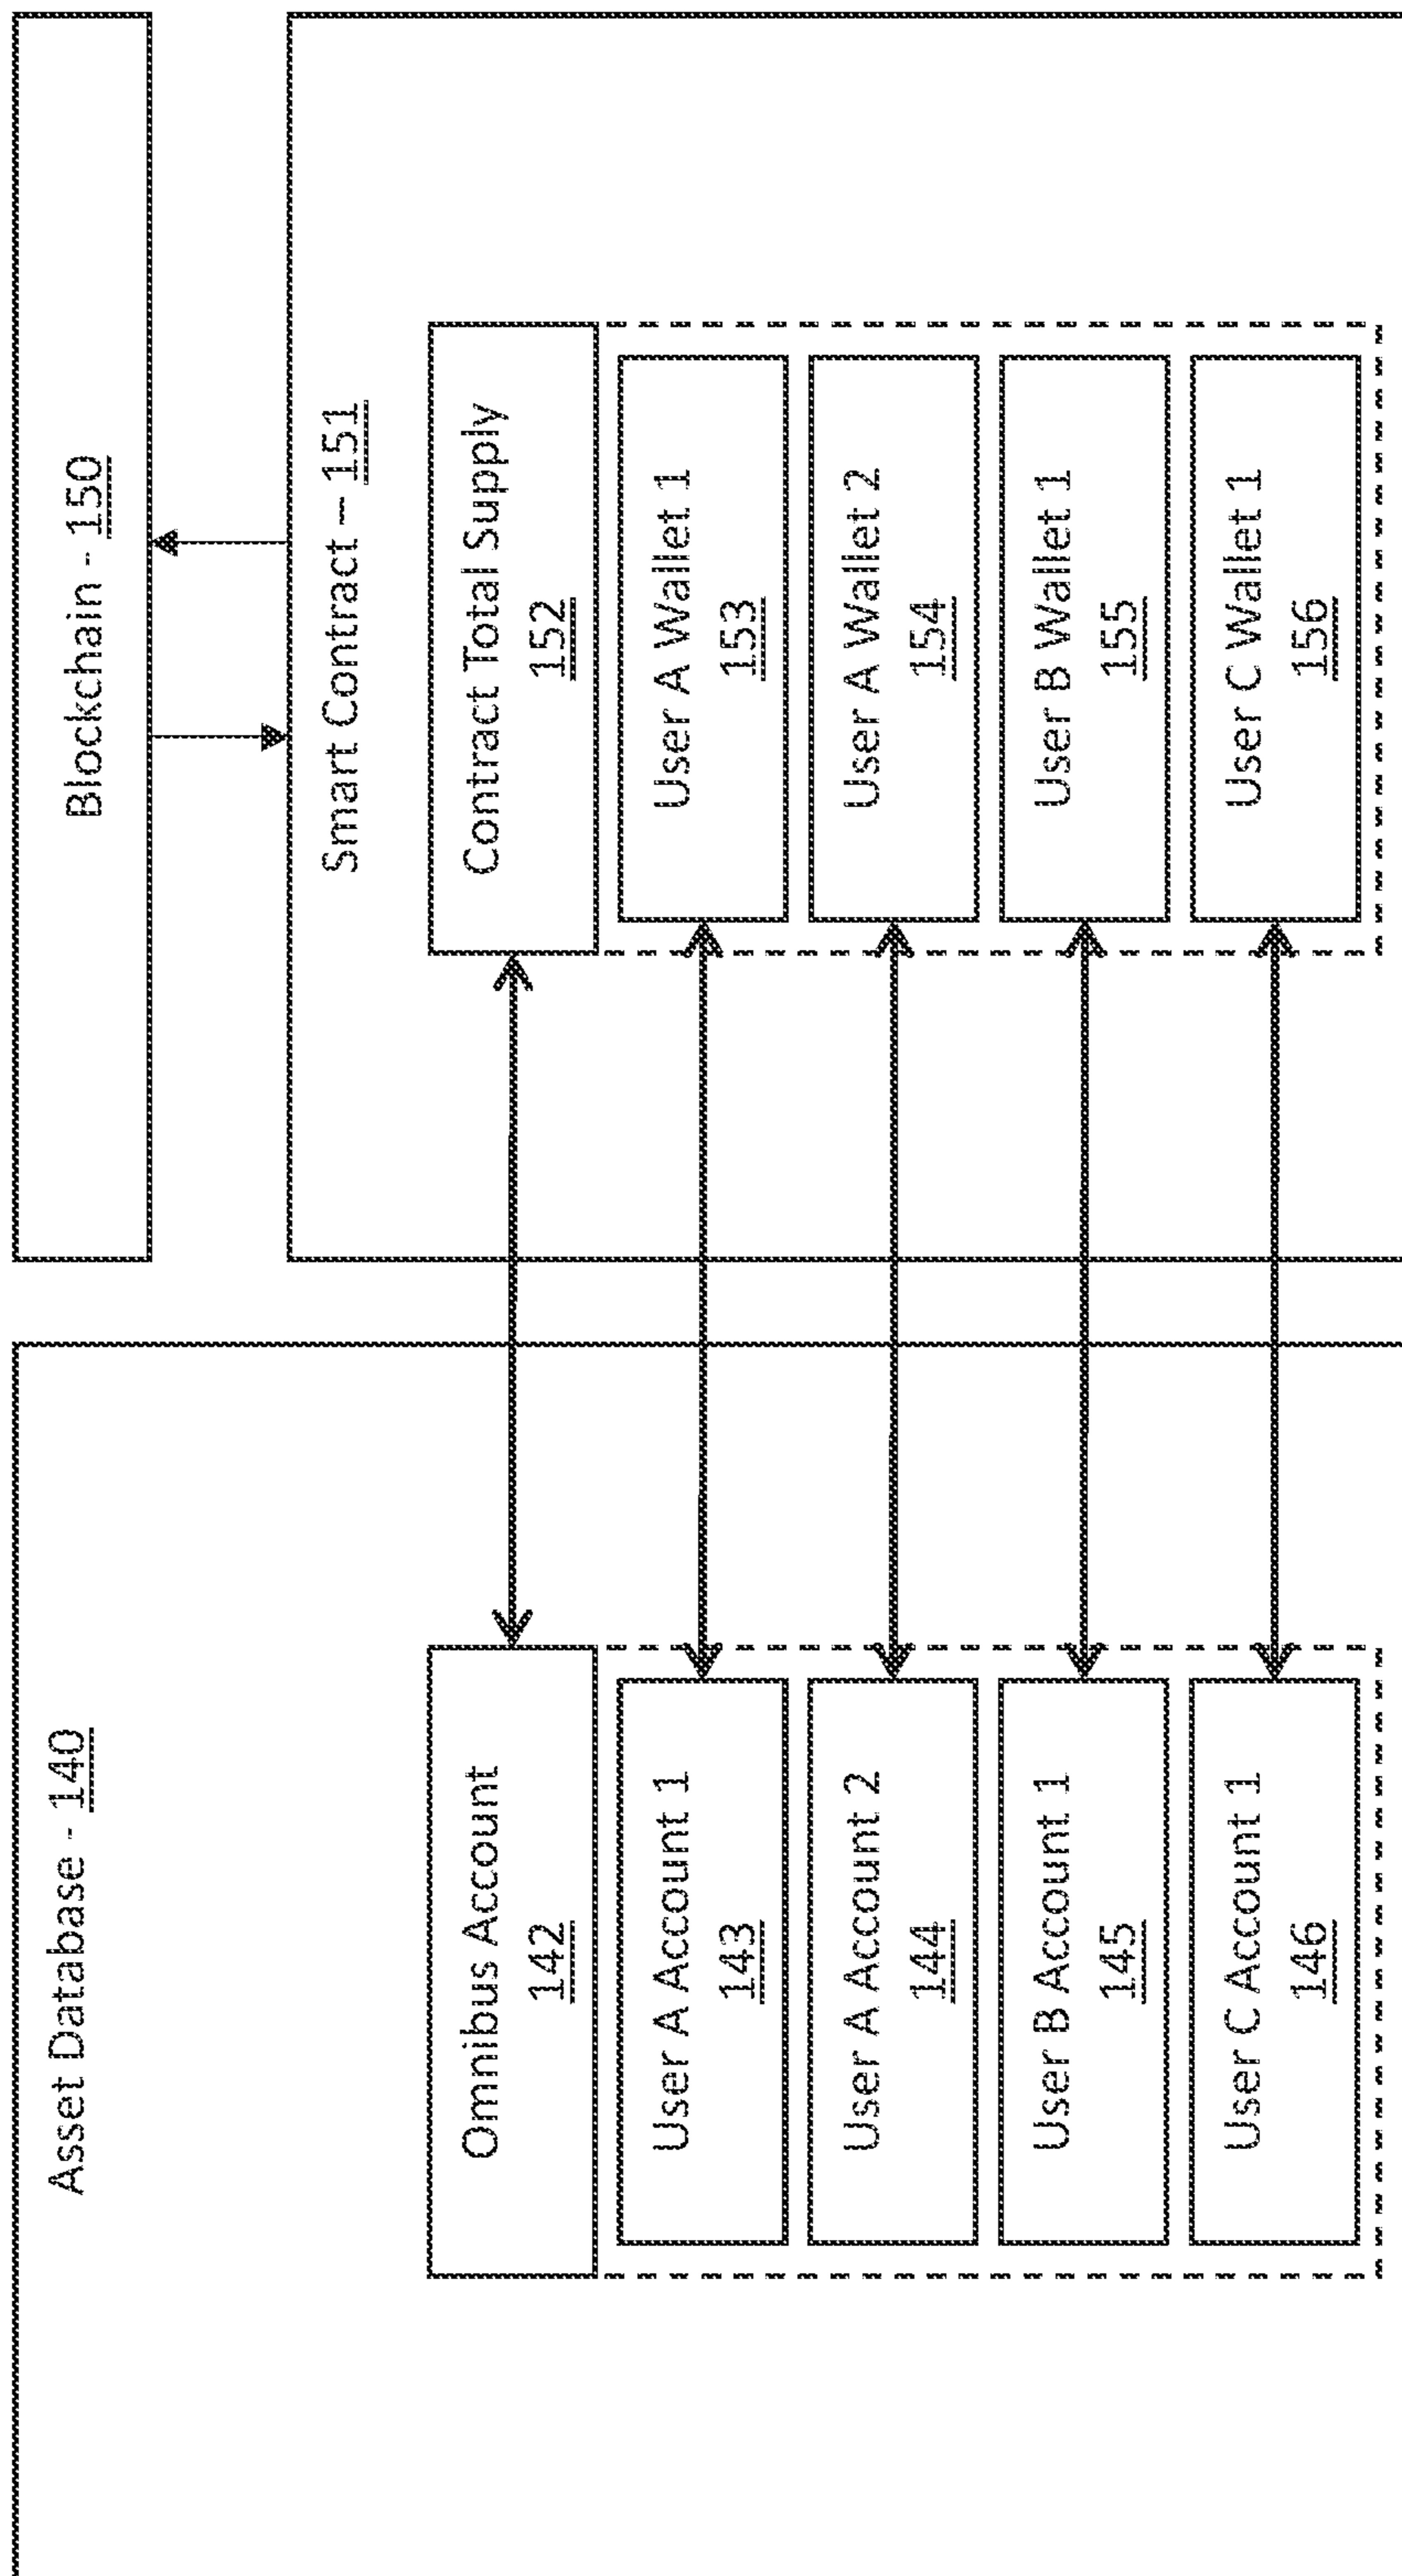 Asset Database - 140
Omnibus Account
142
User A Account 1
143
User A Account 2
144
User B Account 1
145
User C Account 1
146
Blockchain - 150
Smart Contract – 151
Contract Total Supply
152
User A Wallet 1
153
User A Wallet 2
154
User B Wallet 1
155
User C Wallet 1
156